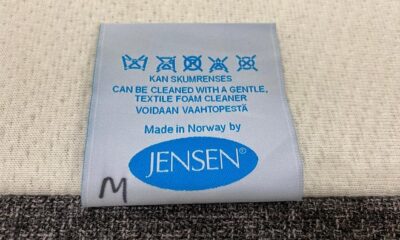 KAN SKUMRENSES
CAN BE CLEANED WITH A GENTLE,
TEXTILE FOAM CLEANER
VOIDAAN VAAHTOPESTÄ
Made in Norway by
JENSEN®
M